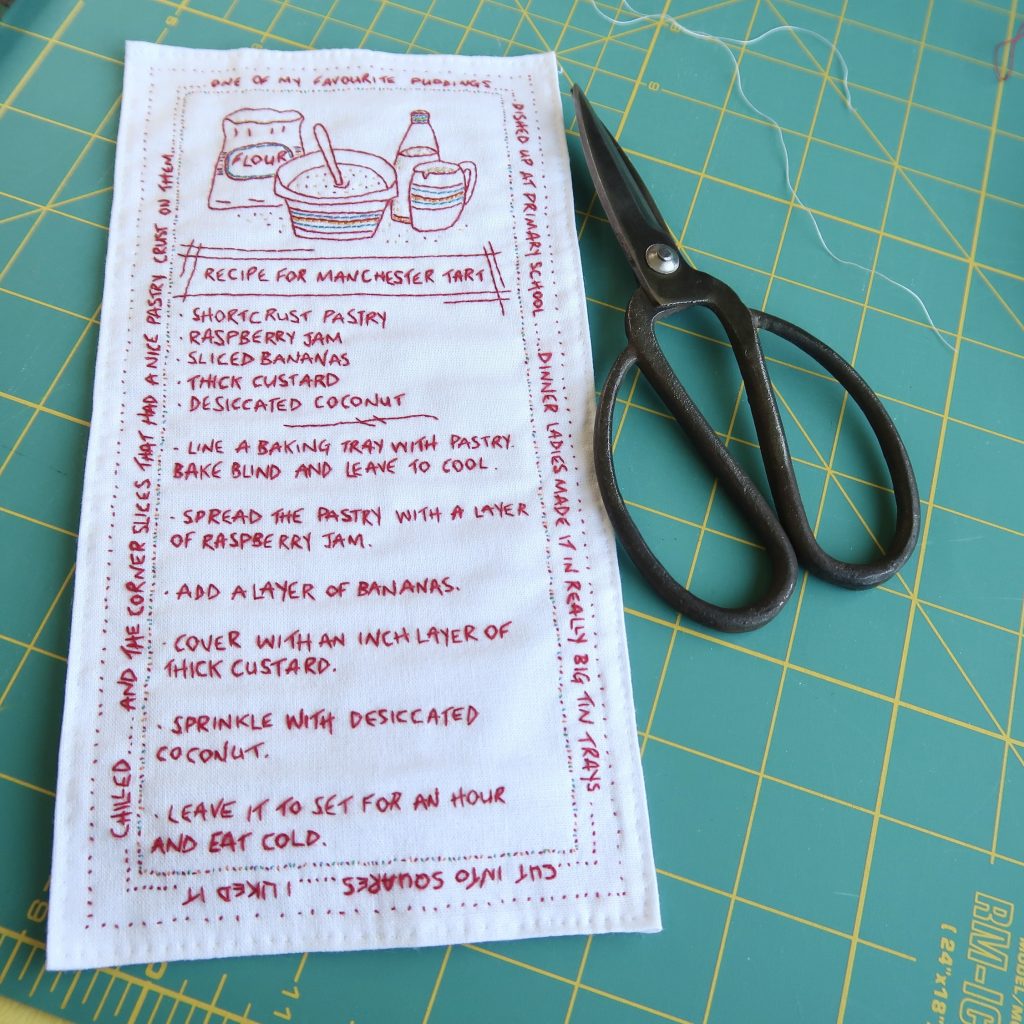 ONE OF MY FAVOURITE PUDDINGS
DISHED UP AT PRIMARY SCHOOL ... DINNER LADIES MADE IT IN REALLY BIG TIN TRAYS
...CUT INTO SQUARES ..... I LIKED IT
CHILLED ..... AND THE CORNER SLICES THAT HAD A NICE PASTRY CRUST ON THEM
FLOUR
RECIPE FOR MANCHESTER TART
· SHORTCRUST PASTRY
· RASPBERRY JAM
· SLICED BANANAS
· THICK CUSTARD
· DESICCATED COCONUT
· LINE A BAKING TRAY WITH PASTRY.
BAKE BLIND AND LEAVE TO COOL.
· SPREAD THE PASTRY WITH A LAYER
OF RASPBERRY JAM.
· ADD A LAYER OF BANANAS.
· COVER WITH AN INCH LAYER OF
THICK CUSTARD.
· SPRINKLE WITH DESICCATED
COCONUT.
· LEAVE IT TO SET FOR AN HOUR
AND EAT COLD.
RM-IC
(24"x18"